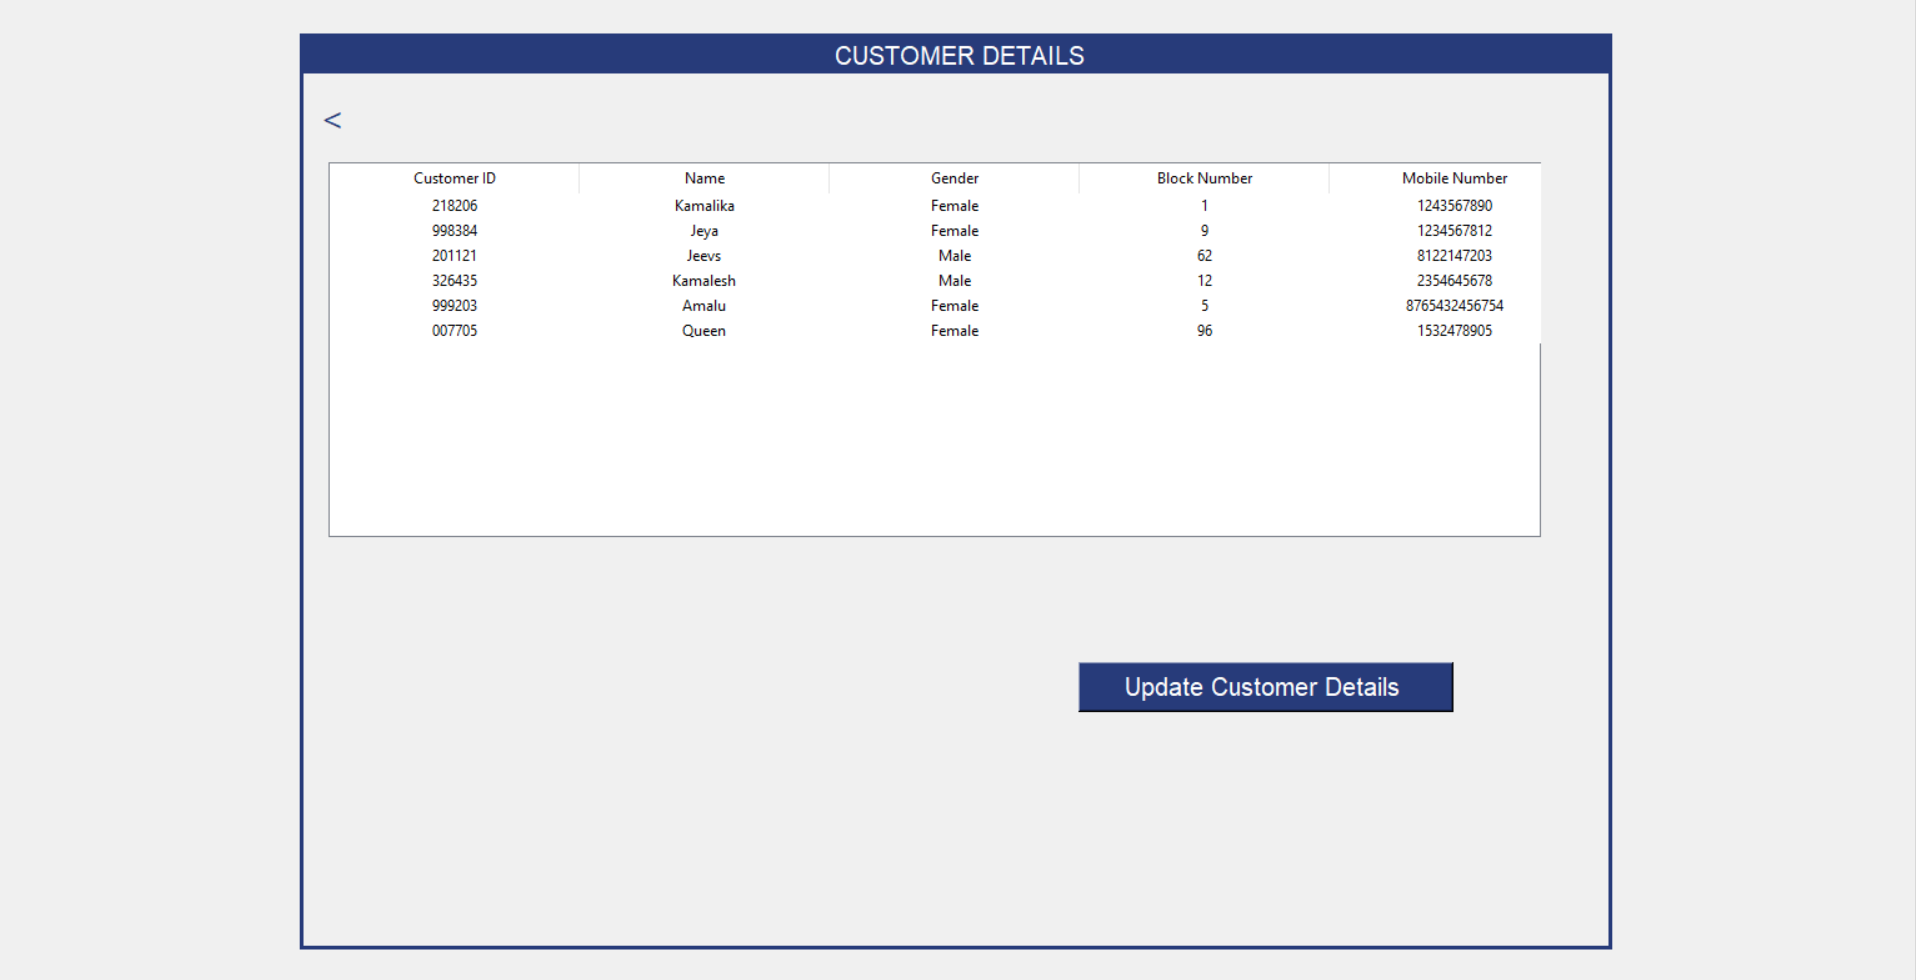 CUSTOMER DETAILS
<
Customer ID Name Gender Block Number Mobile Number
218206 Kamalika Female 1 1243567890
998384 Jeya Female 9 1234567812
201121 Jeevs Male 62 8122147203
326435 Kamalesh Male 12 2354645678
999203 Amalu Female 5 8765432456754
007705 Queen Female 96 1532478905
Update Customer Details